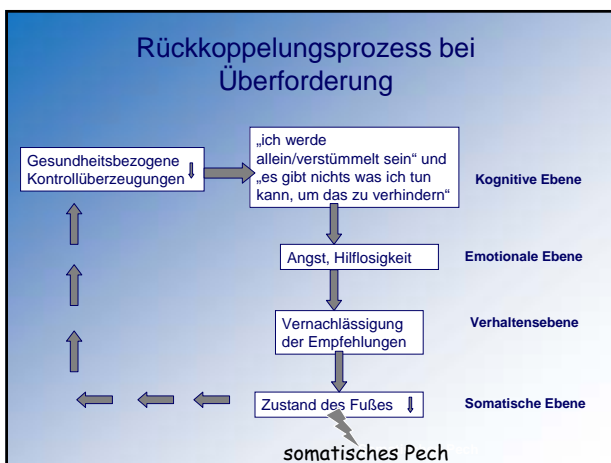 Rückkoppelungsprozess bei
Überforderung
Gesundheitsbezogene
Kontrollüberzeugungen
„ich werde
allein/verstümmelt sein“ und
„es gibt nichts was ich tun
kann, um das zu verhindern“
Kognitive Ebene
Angst, Hilflosigkeit
Emotionale Ebene
Vernachlässigung
der Empfehlungen
Verhaltensebene
Zustand des Fußes
Somatische Ebene
somatisches Pech